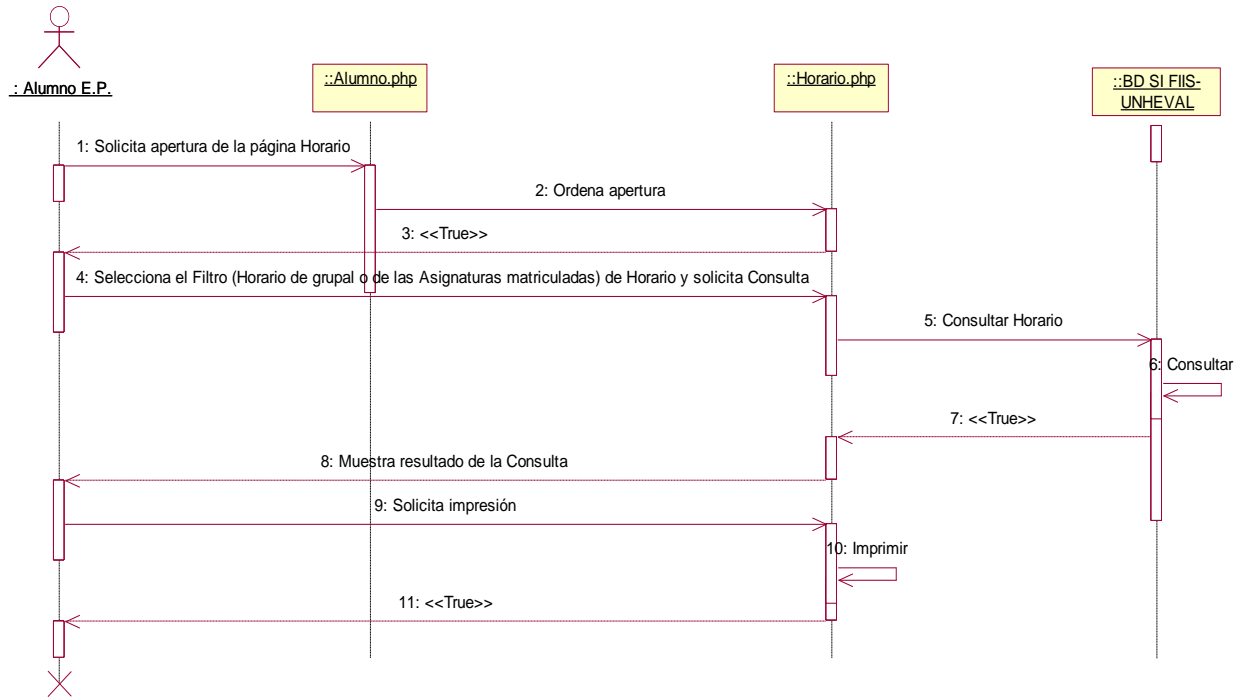 : Alumno E.P.
::Alumno.php
::Horario.php
::BD SI FIIS-
UNHEVAL
1: Solicita apertura de la página Horario
2: Ordena apertura
3: <<True>>
4: Selecciona el Filtro (Horario de grupal o de las Asignaturas matriculadas) de Horario y solicita Consulta
5: Consultar Horario
6: Consultar
7: <<True>>
8: Muestra resultado de la Consulta
9: Solicita impresión
10: Imprimir
11: <<True>>